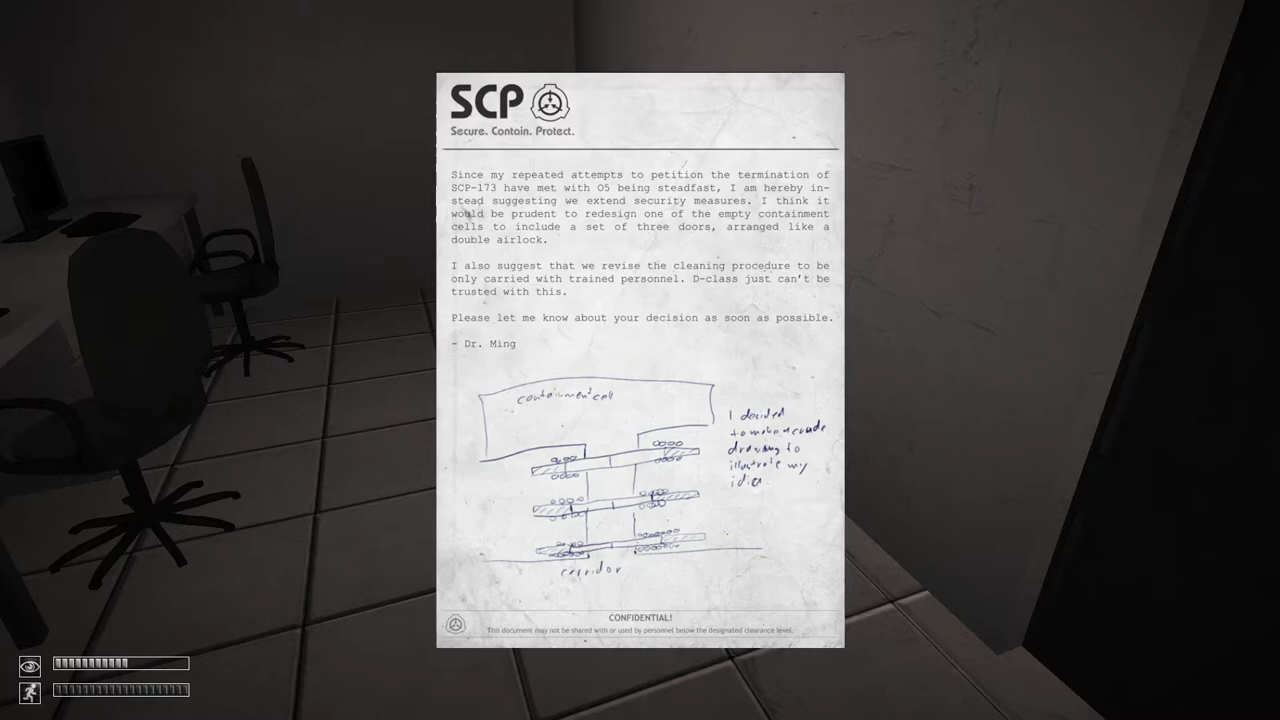 SCP
Secure. Contain. Protect.
Since my repeated attempts to petition the termination of
SCP-173 have met with O5 being steadfast, I am hereby in-
stead suggesting we extend security measures. I think it
would be prudent to redesign one of the empty containment
cells to include a set of three doors, arranged like a
double airlock.
I also suggest that we revise the cleaning procedure to be
only carried with trained personnel. D-class just can't be
trusted with this.
Please let me know about your decision as soon as possible.
- Dr. Ming
containment cell
I decided
to make a crude
drawing to
illustrate my
idea.
corridor
CONFIDENTIAL!
This document may not be shared with or used by personnel below the designated clearance level.